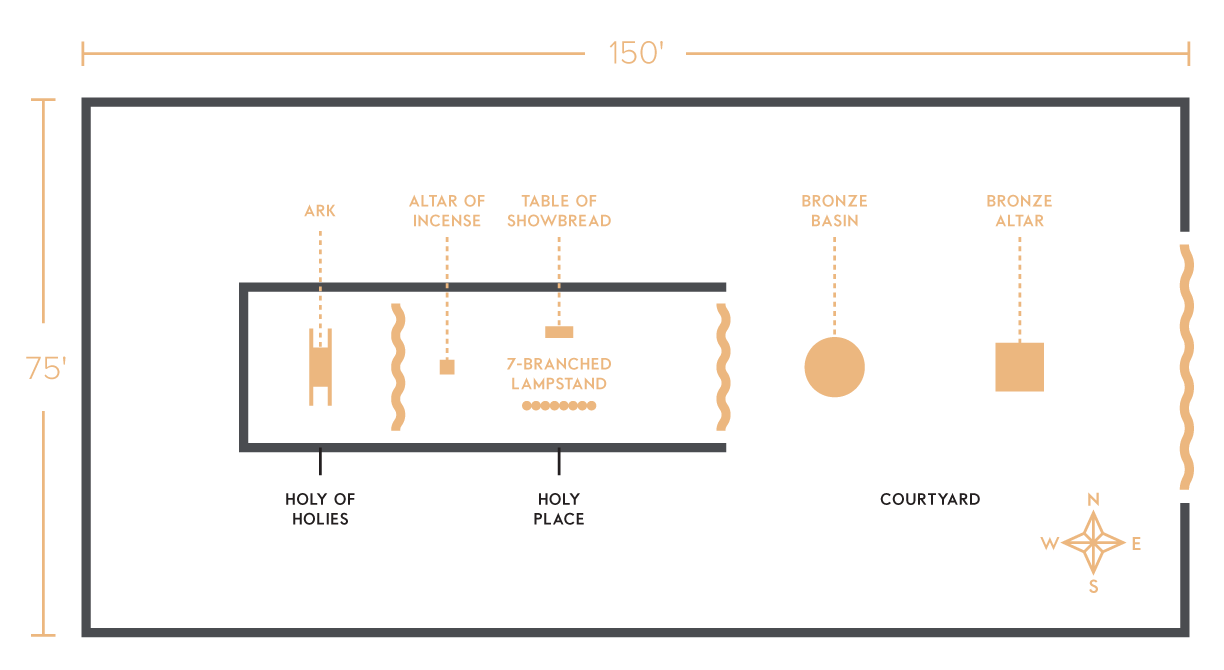 150'
75'
ARK
ALTAR OF
INCENSE
TABLE OF
SHOWBREAD
BRONZE
BASIN
BRONZE
ALTAR
7-BRANCHED
LAMPSTAND
HOLY OF
HOLIES
HOLY
PLACE
COURTYARD
N
W
E
S